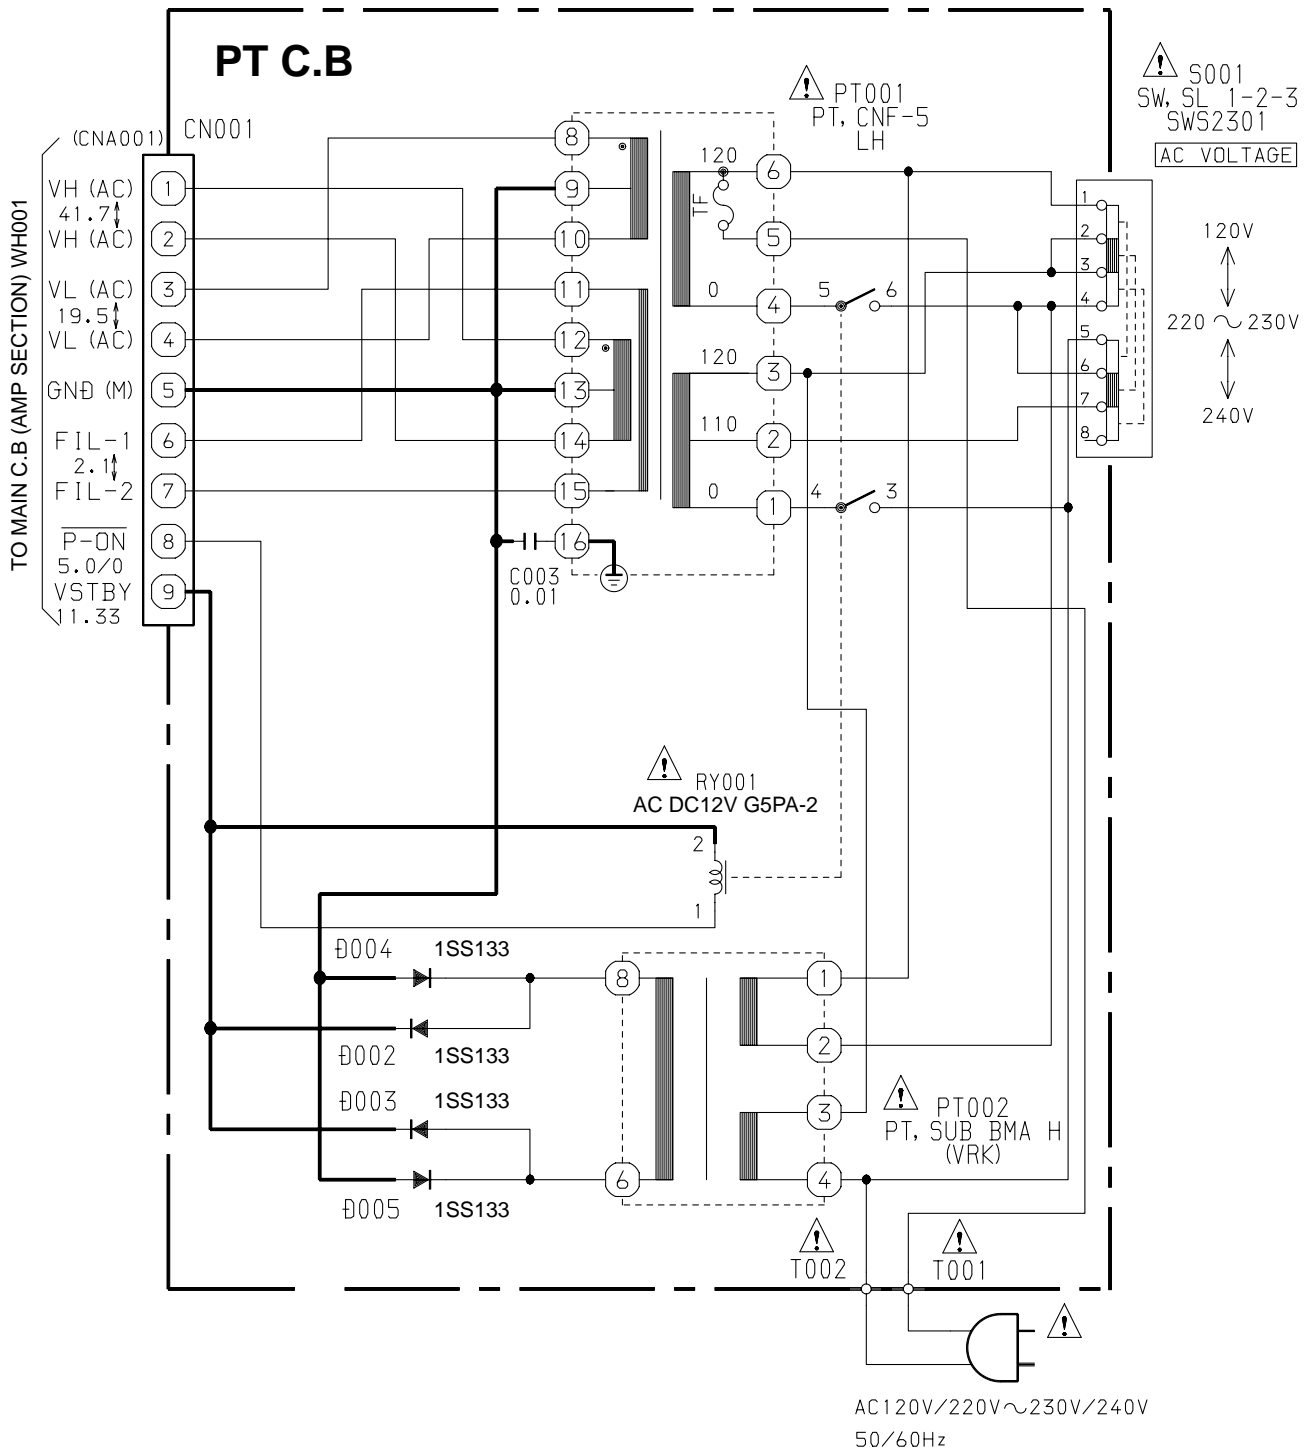 PT C.B
S001
SW, SL 1-2-3
SWS2301
AC VOLTAGE
PT001
PT, CNF-5
LH
(CNA001)
CN001
TO MAIN C.B (AMP SECTION) WH001
VH (AC)
41.7
VH (AC)
VL (AC)
19.5
VL (AC)
GND (M)
FIL-1
2.1
FIL-2
P-ON
5.0/0
VSTBY
11.33
1
2
3
4
5
6
7
8
9
8
9
10
11
12
13
14
15
16
120
TF
0
120
110
0
6
5
4
3
2
1
5 6
4 3
1
2
3
4
5
6
7
8
120V
220 ~ 230V
240V
C003
0.01
RY001
AC DC12V G5PA-2
2
1
D004 1SS133
D002 1SS133
D003 1SS133
D005 1SS133
8
6
1
2
3
4
PT002
PT, SUB BMA H
(VRK)
T002
T001
AC120V/220V~230V/240V
50/60Hz